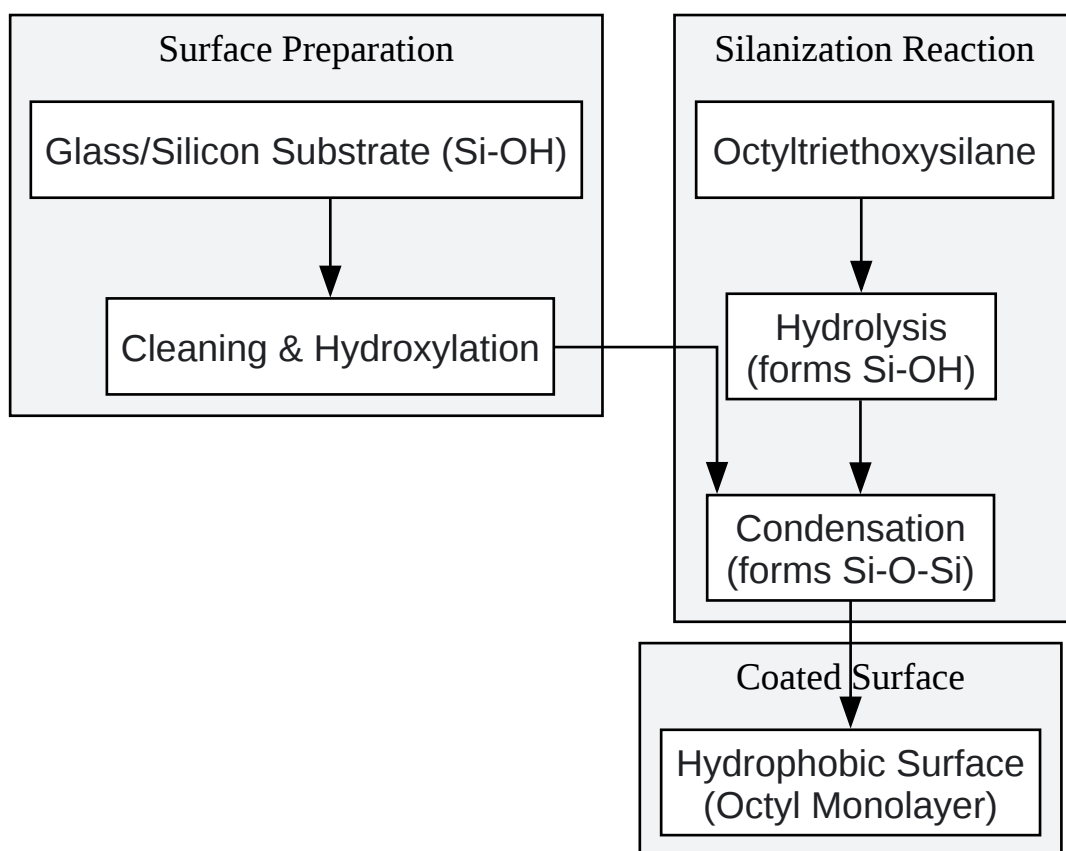 Surface Preparation
Glass/Silicon Substrate (Si-OH)
Cleaning & Hydroxylation
Silanization Reaction
Octyltriethoxysilane
Hydrolysis
(forms Si-OH)
Condensation
(forms Si-O-Si)
Coated Surface
Hydrophobic Surface
(Octyl Monolayer)